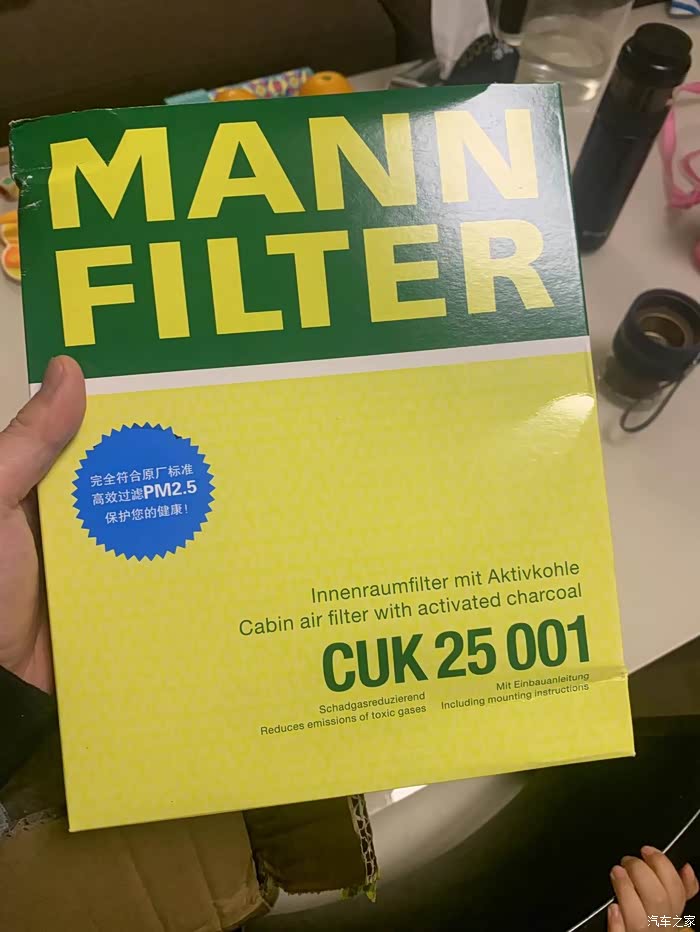 MANN
FILTER
完全符合原厂标准
高效过滤PM2.5
保护您的健康!
Innenraumfilter mit Aktivkohle
Cabin air filter with activated charcoal
CUK 25 001
Schadgasreduzierend
Reduces emissions of toxic gases
Mit Einbauanleitung
Including mounting instructions
汽车之家